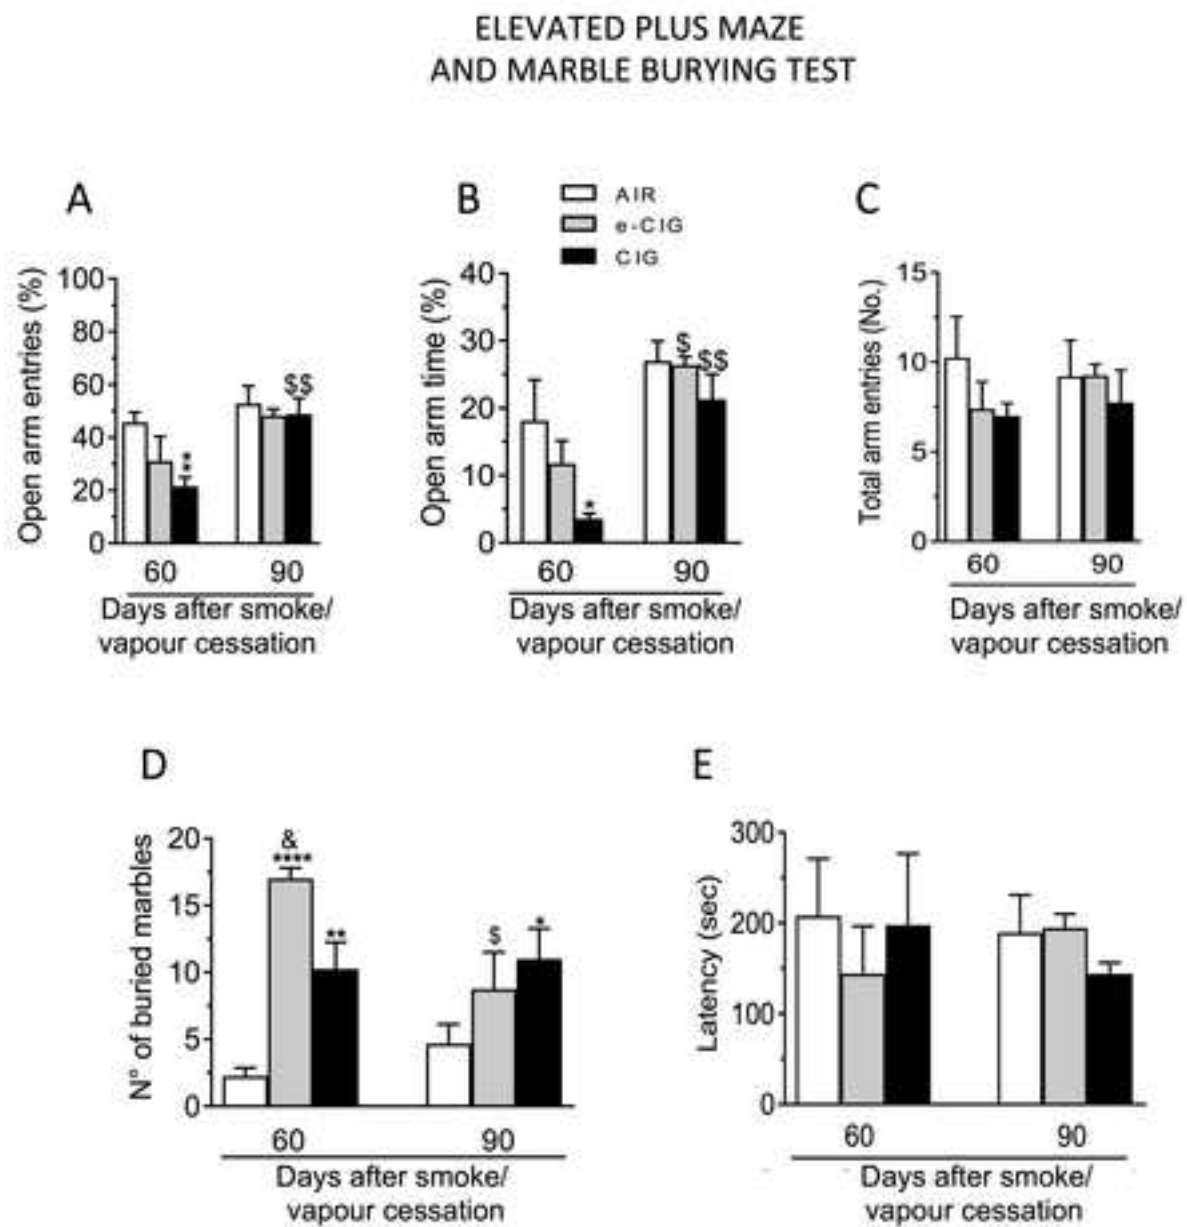 ELEVATED PLUS MAZE
AND MARBLE BURYING TEST
A
Open arm entries (%)
100
80
60
40
20
0
**
$$
60 90
Days after smoke/
vapour cessation
B
AIR
e-CIG
CIG
Open arm time (%)
40
30
20
10
0
*
$
$$
60 90
Days after smoke/
vapour cessation
C
Total arm entries (No.)
15
10
5
0
60 90
Days after smoke/
vapour cessation
D
N° of buried marbles
20
15
10
5
0
&
****
**
$
*
60 90
Days after smoke/
vapour cessation
E
Latency (sec)
300
200
100
0
60 90
Days after smoke/
vapour cessation